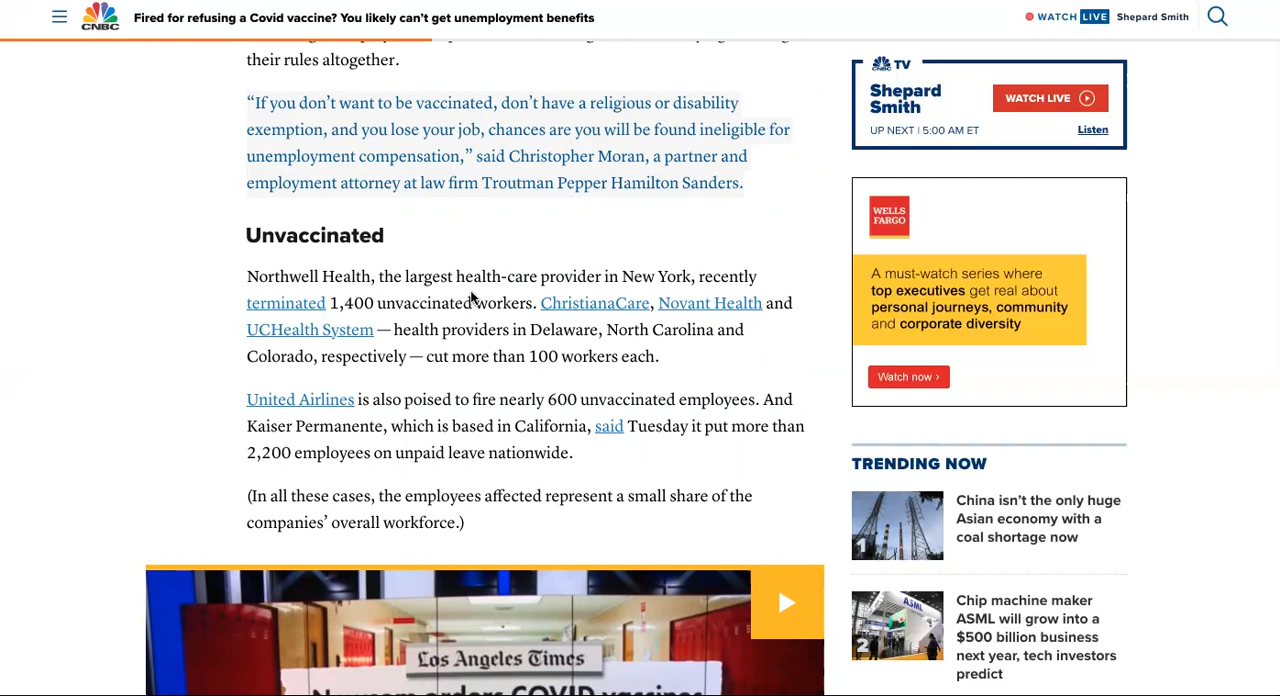 CNBC
Fired for refusing a Covid vaccine? You likely can’t get unemployment benefits
WATCH LIVE Shepard Smith
their rules altogether.
“If you don’t want to be vaccinated, don’t have a religious or disability
exemption, and you lose your job, chances are you will be found ineligible for
unemployment compensation,” said Christopher Moran, a partner and
employment attorney at law firm Troutman Pepper Hamilton Sanders.
Unvaccinated
Northwell Health, the largest health-care provider in New York, recently
terminated 1,400 unvaccinated workers. ChristianaCare, Novant Health and
UCHealth System — health providers in Delaware, North Carolina and
Colorado, respectively — cut more than 100 workers each.
United Airlines is also poised to fire nearly 600 unvaccinated employees. And
Kaiser Permanente, which is based in California, said Tuesday it put more than
2,200 employees on unpaid leave nationwide.
(In all these cases, the employees affected represent a small share of the
companies’ overall workforce.)
Los Angeles Times
Newsom orders COVID vaccines
TV
Shepard
Smith
WATCH LIVE
UP NEXT | 5:00 AM ET
Listen
WELLS
FARGO
A must-watch series where
top executives get real about
personal journeys, community
and corporate diversity
Watch now ›
TRENDING NOW
1
China isn’t the only huge
Asian economy with a
coal shortage now
ASML
2
Chip machine maker
ASML will grow into a
$500 billion business
next year, tech investors
predict